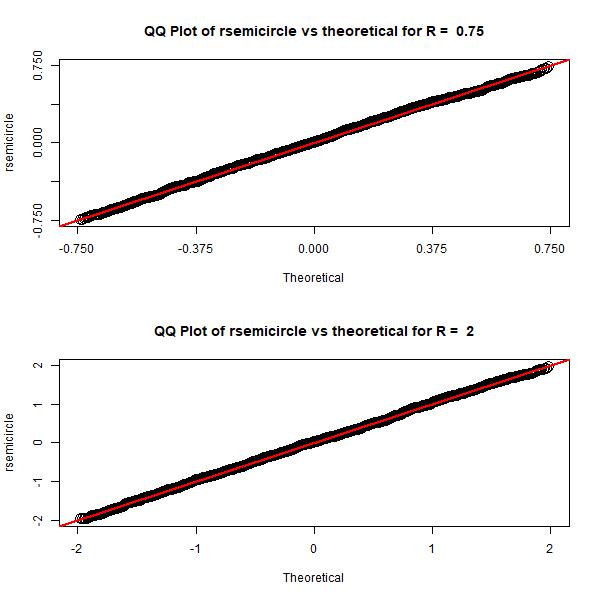 QQ Plot of rsemicircle vs theoretical for R =  0.75
rsemicircle
0.750
0.000
-0.750
-0.750 -0.375 0.000 0.375 0.750
Theoretical
QQ Plot of rsemicircle vs theoretical for R =  2
rsemicircle
2
1
0
-1
-2
-2 -1 0 1 2
Theoretical